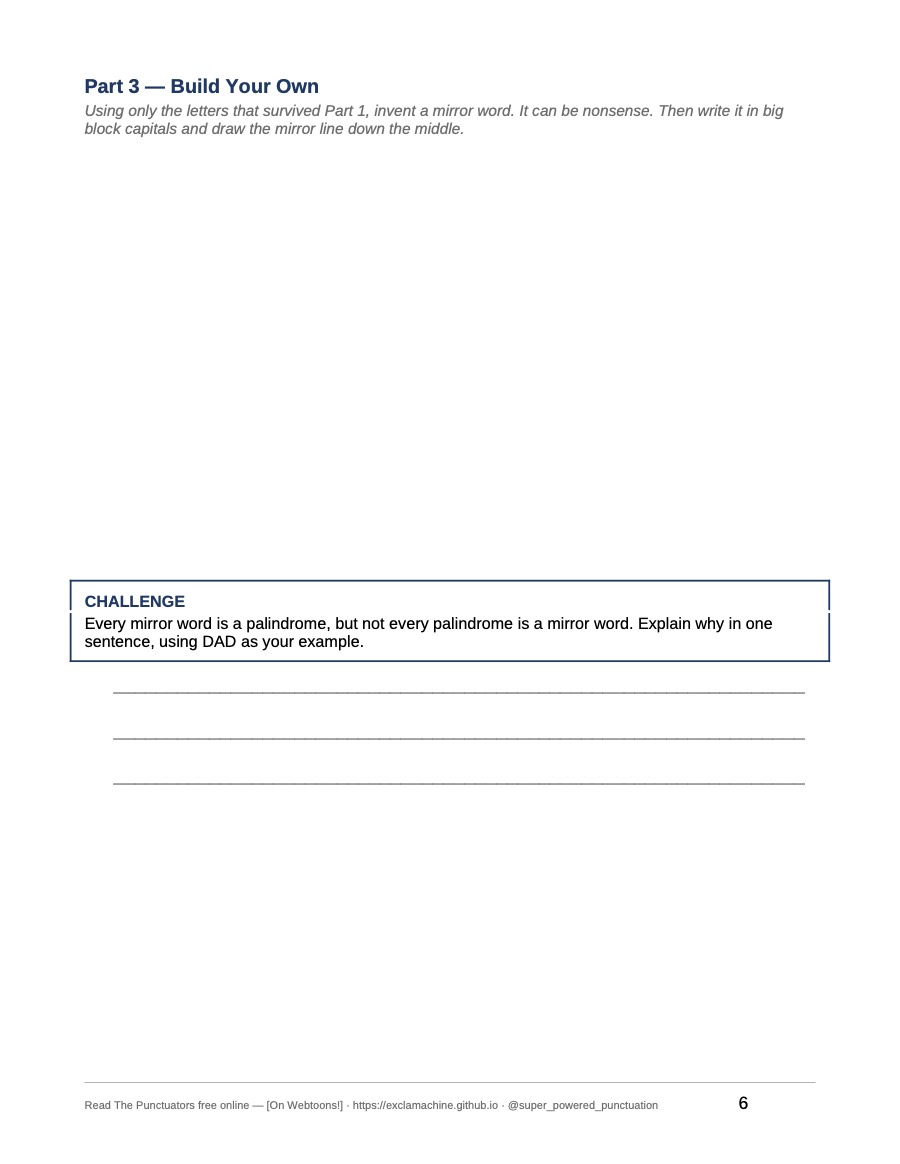 Part 3 — Build Your Own
Using only the letters that survived Part 1, invent a mirror word. It can be nonsense. Then write it in big
block capitals and draw the mirror line down the middle.
CHALLENGE
Every mirror word is a palindrome, but not every palindrome is a mirror word. Explain why in one
sentence, using DAD as your example.
Read The Punctuators free online — [On Webtoons!] · https://exclamachine.github.io · @super_powered_punctuation 6